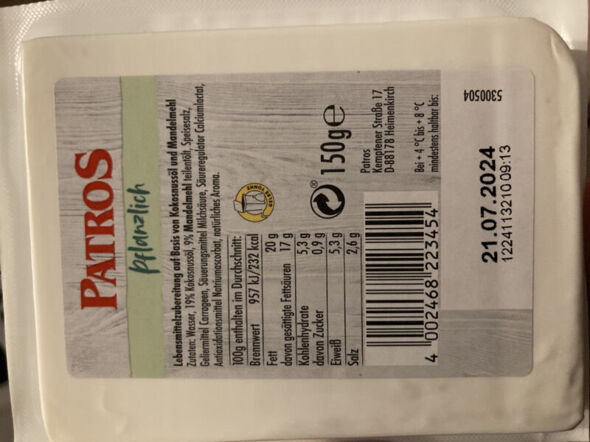 PATROS
Pflanzlich
Lebensmittelzubereitung auf Basis von Kokosnussöl und Mandelmehl
Zutaten: Wasser, 19% Kokosnussöl, 9% Mandelmehl teilentölt, Speisesalz,
Geliermittel Carrageen, Säuerungsmittel Milchsäure, Säureregulator Calciumlactat,
Antioxidationsmittel Natriumascorbat, natürliches Aroma.
100g enthalten im Durchschnitt:
Brennwert 957 kJ/232 kcal
Fett 20 g
davon gesättigte Fettsäuren 17 g
Kohlenhydrate 5,3 g
davon Zucker 0,9 g
Eiweiß 5,3 g
Salz 2,6 g
GELBE TONNE
®
150g℮
Patros
Kemptener Straße 17
D-88178 Heimenkirch
Bei + 4 °C bis + 8 °C
mindestens haltbar bis:
4 002468 223454
21.07.2024
1224113210 09:13
5300504